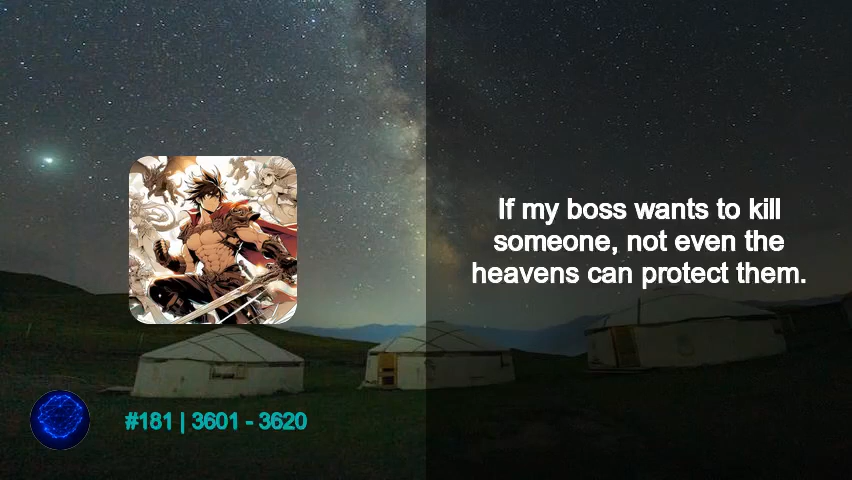 If my boss wants to kill
someone, not even the
heavens can protect them.
#181 | 3601 - 3620